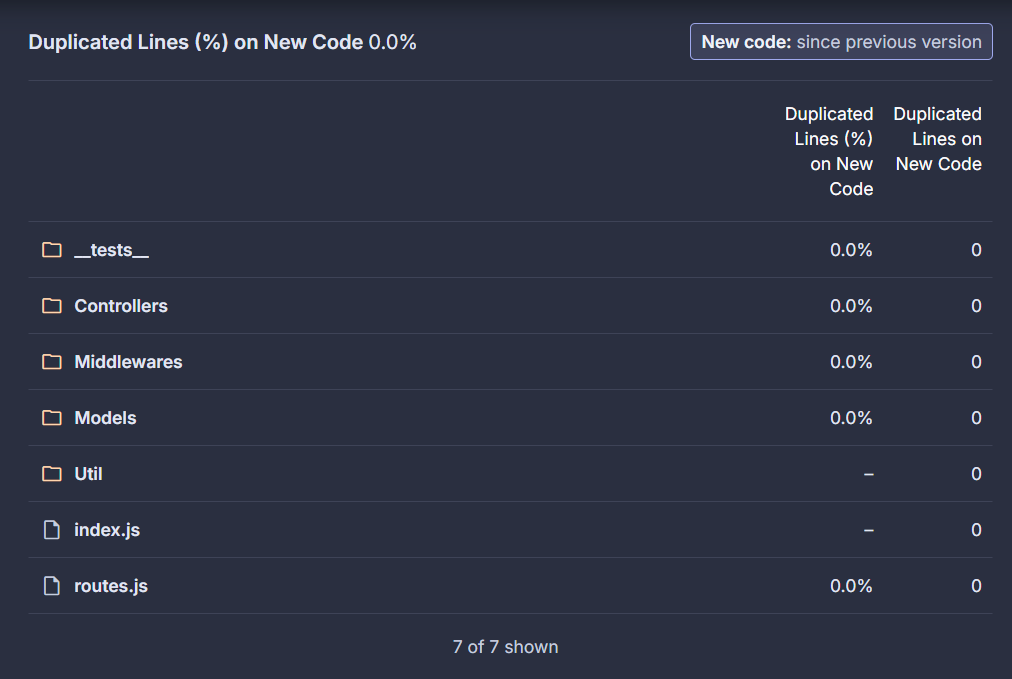 Duplicated Lines (%) on New Code 0.0%
New code: since previous version
Duplicated Lines (%) on New Code
Duplicated Lines on New Code
__tests__ 0.0% 0
Controllers 0.0% 0
Middlewares 0.0% 0
Models 0.0% 0
Util – 0
index.js – 0
routes.js 0.0% 0
7 of 7 shown